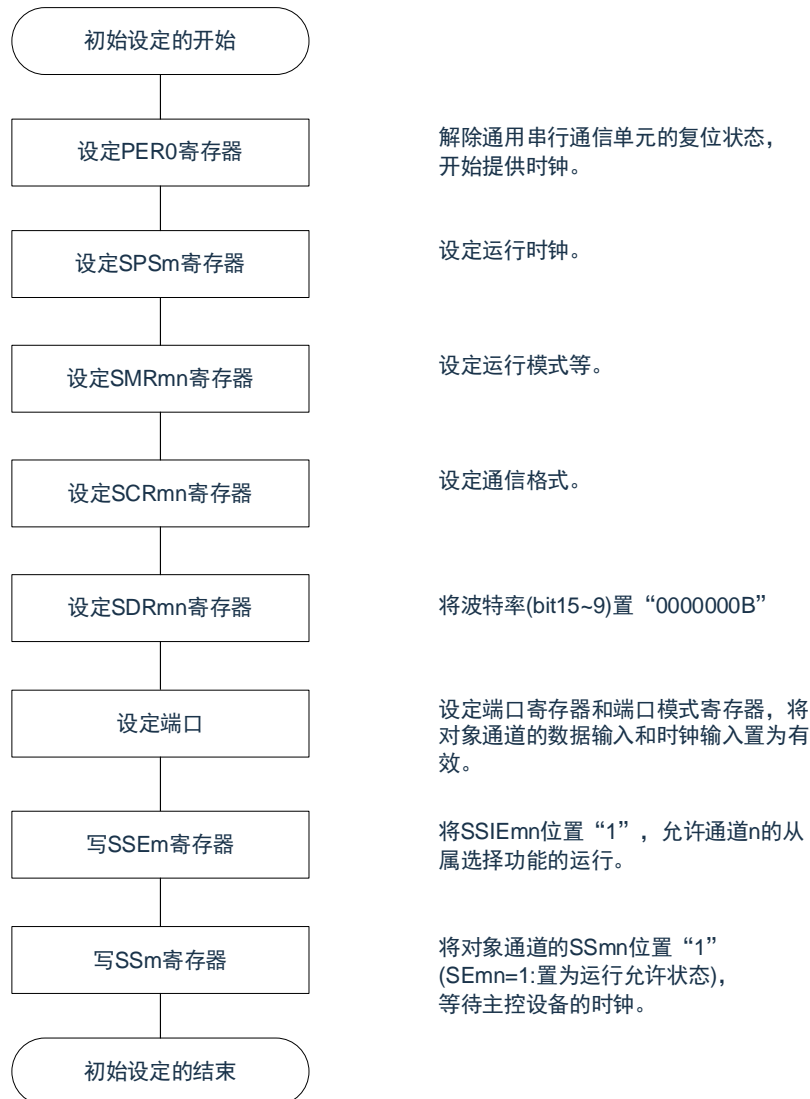 初始设定的开始
设定PER0寄存器
解除通用串行通信单元的复位状态，
开始提供时钟。
设定SPSm寄存器
设定运行时钟。
设定SMRmn寄存器
设定运行模式等。
设定SCRmn寄存器
设定通信格式。
设定SDRmn寄存器
将波特率(bit15~9)置“0000000B”
设定端口
设定端口寄存器和端口模式寄存器，将
对象通道的数据输入和时钟输入置为有
效。
写SSEm寄存器
将SSIEmn位置“1”，允许通道n的从
属选择功能的运行。
写SSm寄存器
将对象通道的SSmn位置“1”
(SEmn=1:置为运行允许状态)，
等待主控设备的时钟。
初始设定的结束